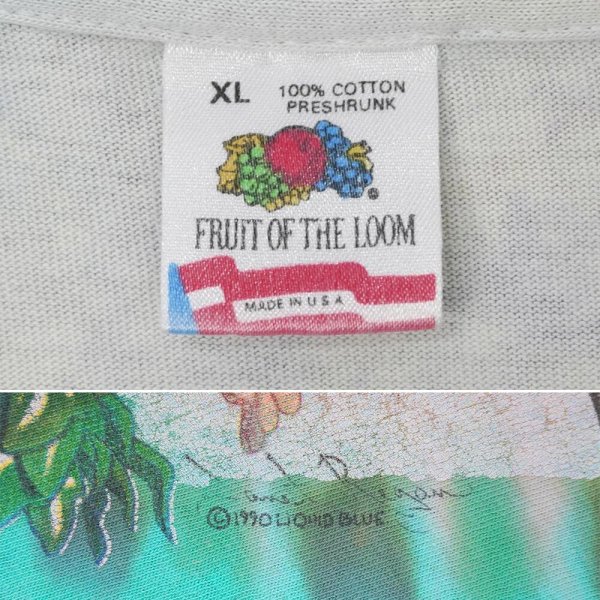 XL
100% COTTON
PRESHRUNK
®
FRUIT OF THE LOOM
MADE IN U S A
©1990 LIQUID BLUE